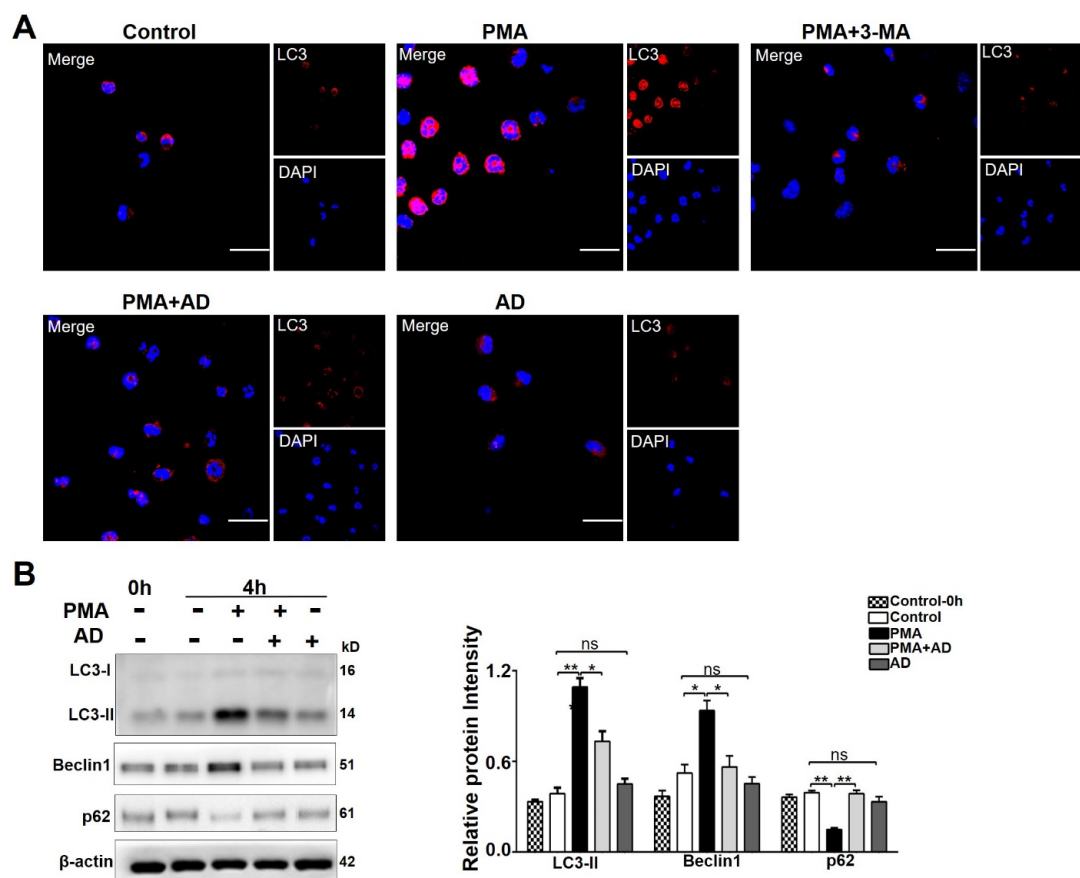 A
Control
PMA
PMA+3-MA
Merge
LC3
DAPI
Merge
LC3
DAPI
Merge
LC3
DAPI
PMA+AD
AD
Merge
LC3
DAPI
Merge
LC3
DAPI
B
0h 4h
PMA - - + + -
AD - - - + + kD
LC3-I 16
LC3-II 14
Beclin1 51
p62 61
β-actin 42
Control-0h
Control
PMA
PMA+AD
AD
Relative protein Intensity
1.2
0.6
0.0
ns
** *
*
ns
* *
ns
** **
LC3-II Beclin1 p62